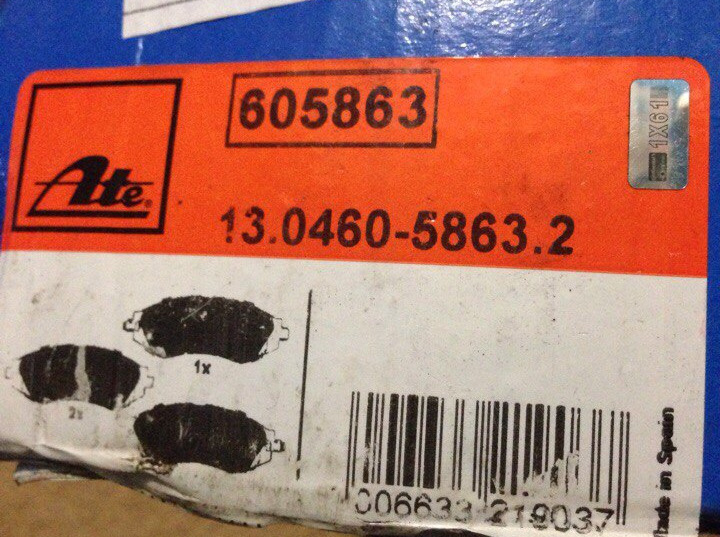 605863
1X61
Ate®
13.0460-5863.2
1x
2x
006633 219037
Made in Spain